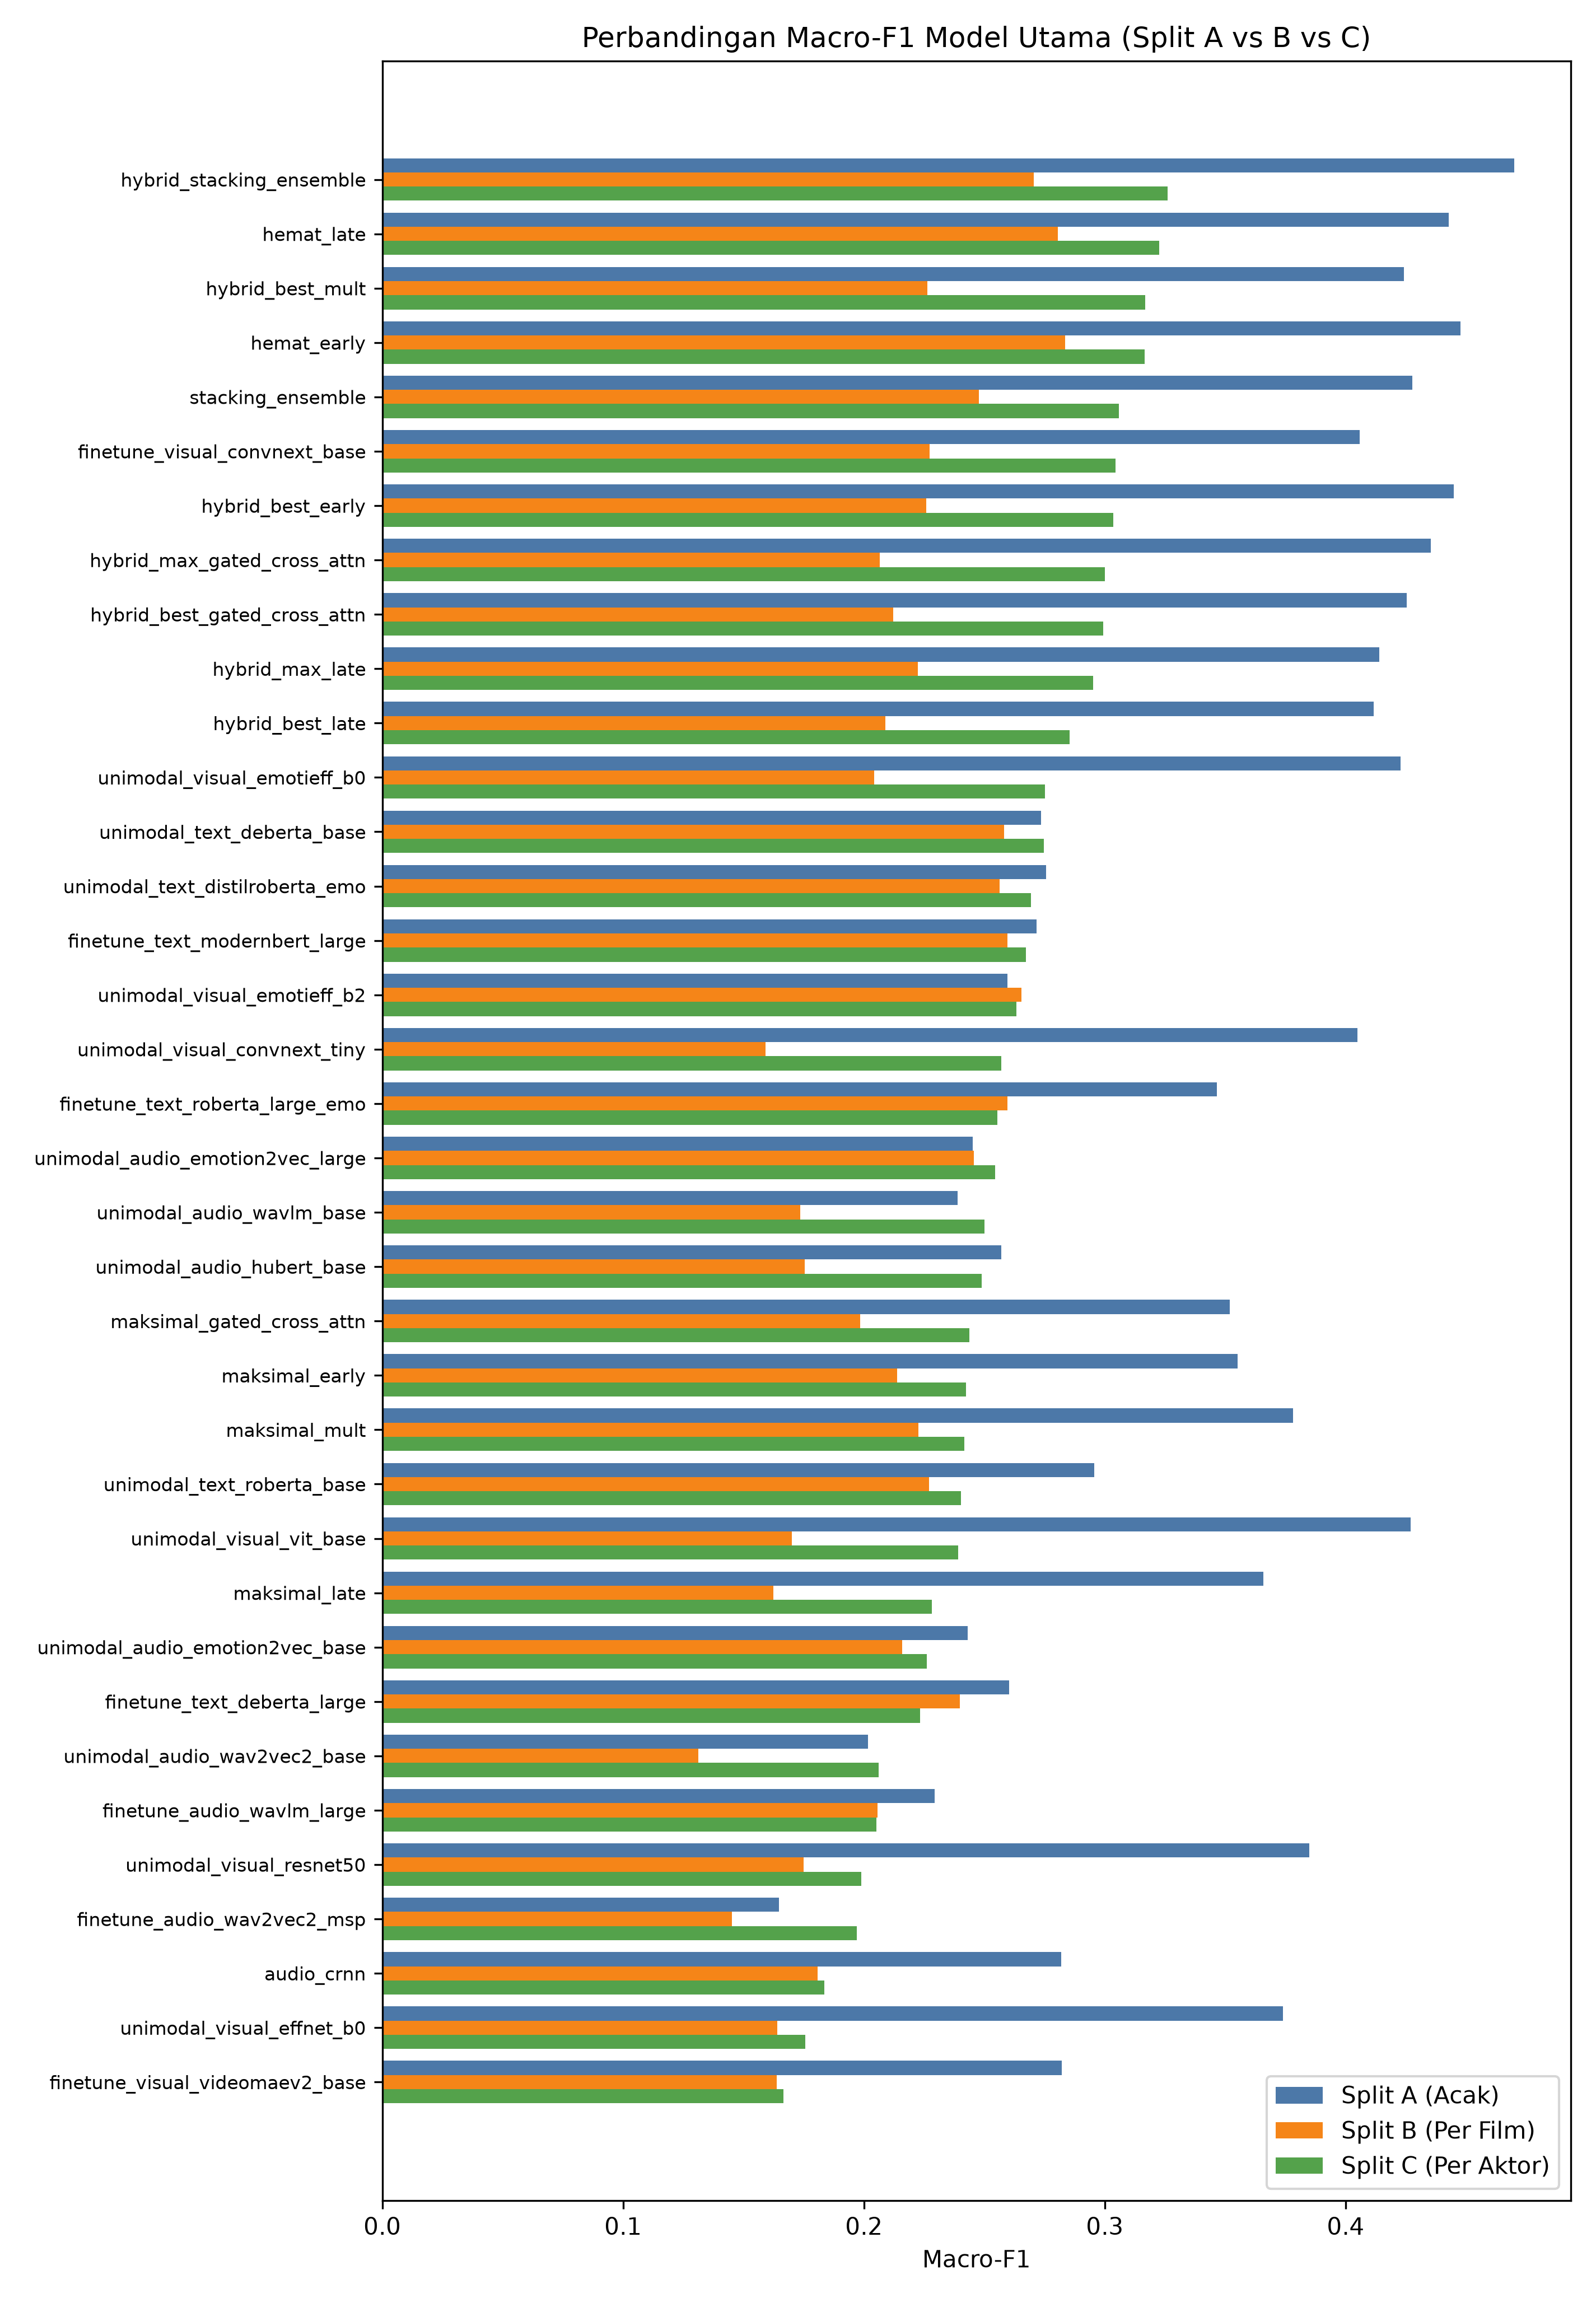 Perbandingan Macro-F1 Model Utama (Split A vs B vs C)
hybrid_stacking_ensemble
hemat_late
hybrid_best_mult
hemat_early
stacking_ensemble
finetune_visual_convnext_base
hybrid_best_early
hybrid_max_gated_cross_attn
hybrid_best_gated_cross_attn
hybrid_max_late
hybrid_best_late
unimodal_visual_emotieff_b0
unimodal_text_deberta_base
unimodal_text_distilroberta_emo
finetune_text_modernbert_large
unimodal_visual_emotieff_b2
unimodal_visual_convnext_tiny
finetune_text_roberta_large_emo
unimodal_audio_emotion2vec_large
unimodal_audio_wavlm_base
unimodal_audio_hubert_base
maksimal_gated_cross_attn
maksimal_early
maksimal_mult
unimodal_text_roberta_base
unimodal_visual_vit_base
maksimal_late
unimodal_audio_emotion2vec_base
finetune_text_deberta_large
unimodal_audio_wav2vec2_base
finetune_audio_wavlm_large
unimodal_visual_resnet50
finetune_audio_wav2vec2_msp
audio_crnn
unimodal_visual_effnet_b0
finetune_visual_videomaev2_base
Split A (Acak)
Split B (Per Film)
Split C (Per Aktor)
0.0 0.1 0.2 0.3 0.4
Macro-F1